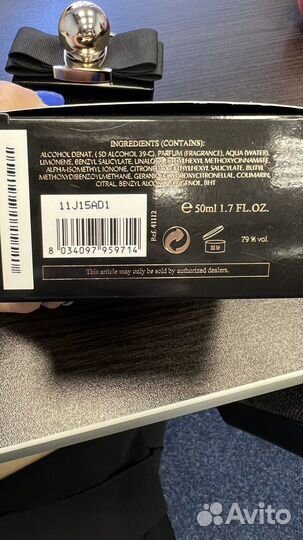 INGREDIENTS (CONTAINS):
ALCOHOL DENAT. ( SD ALCOHOL 39-C), PARFUM (FRAGRANCE), AQUA (WATER),
LIMONENE, BENZYL SALICYLATE, LINALOOL, ETHYLHEXYL METHOXYCINNAMATE,
ALPHA-ISOMETHYL IONONE, CITRONELLOL, ETHYLHEXYL SALICYLATE, BUTYL
METHOXYDIBENZOYLMETHANE, GERANIOL, HYDROXYCITRONELLAL, COUMARIN,
CITRAL, BENZYL ALCOHOL, EUGENOL, BHT
11J15AD1
8 034097 959714
Ref. 41112
℮ 50ml 1.7 FL.OZ.
30 M
79 % vol.
This article may only be sold by authorized dealers.
Avito